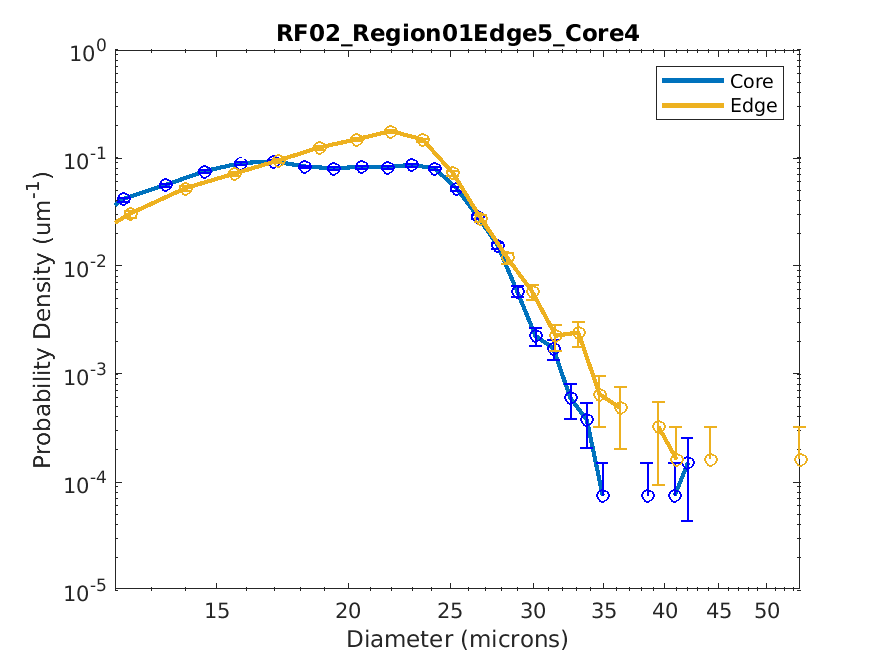 RF02_Region01Edge5_Core4
Core
Edge
10^0
10^-1
10^-2
10^-3
10^-4
10^-5
Probability Density (um^-1)
15 20 25 30 35 40 45 50
Diameter (microns)